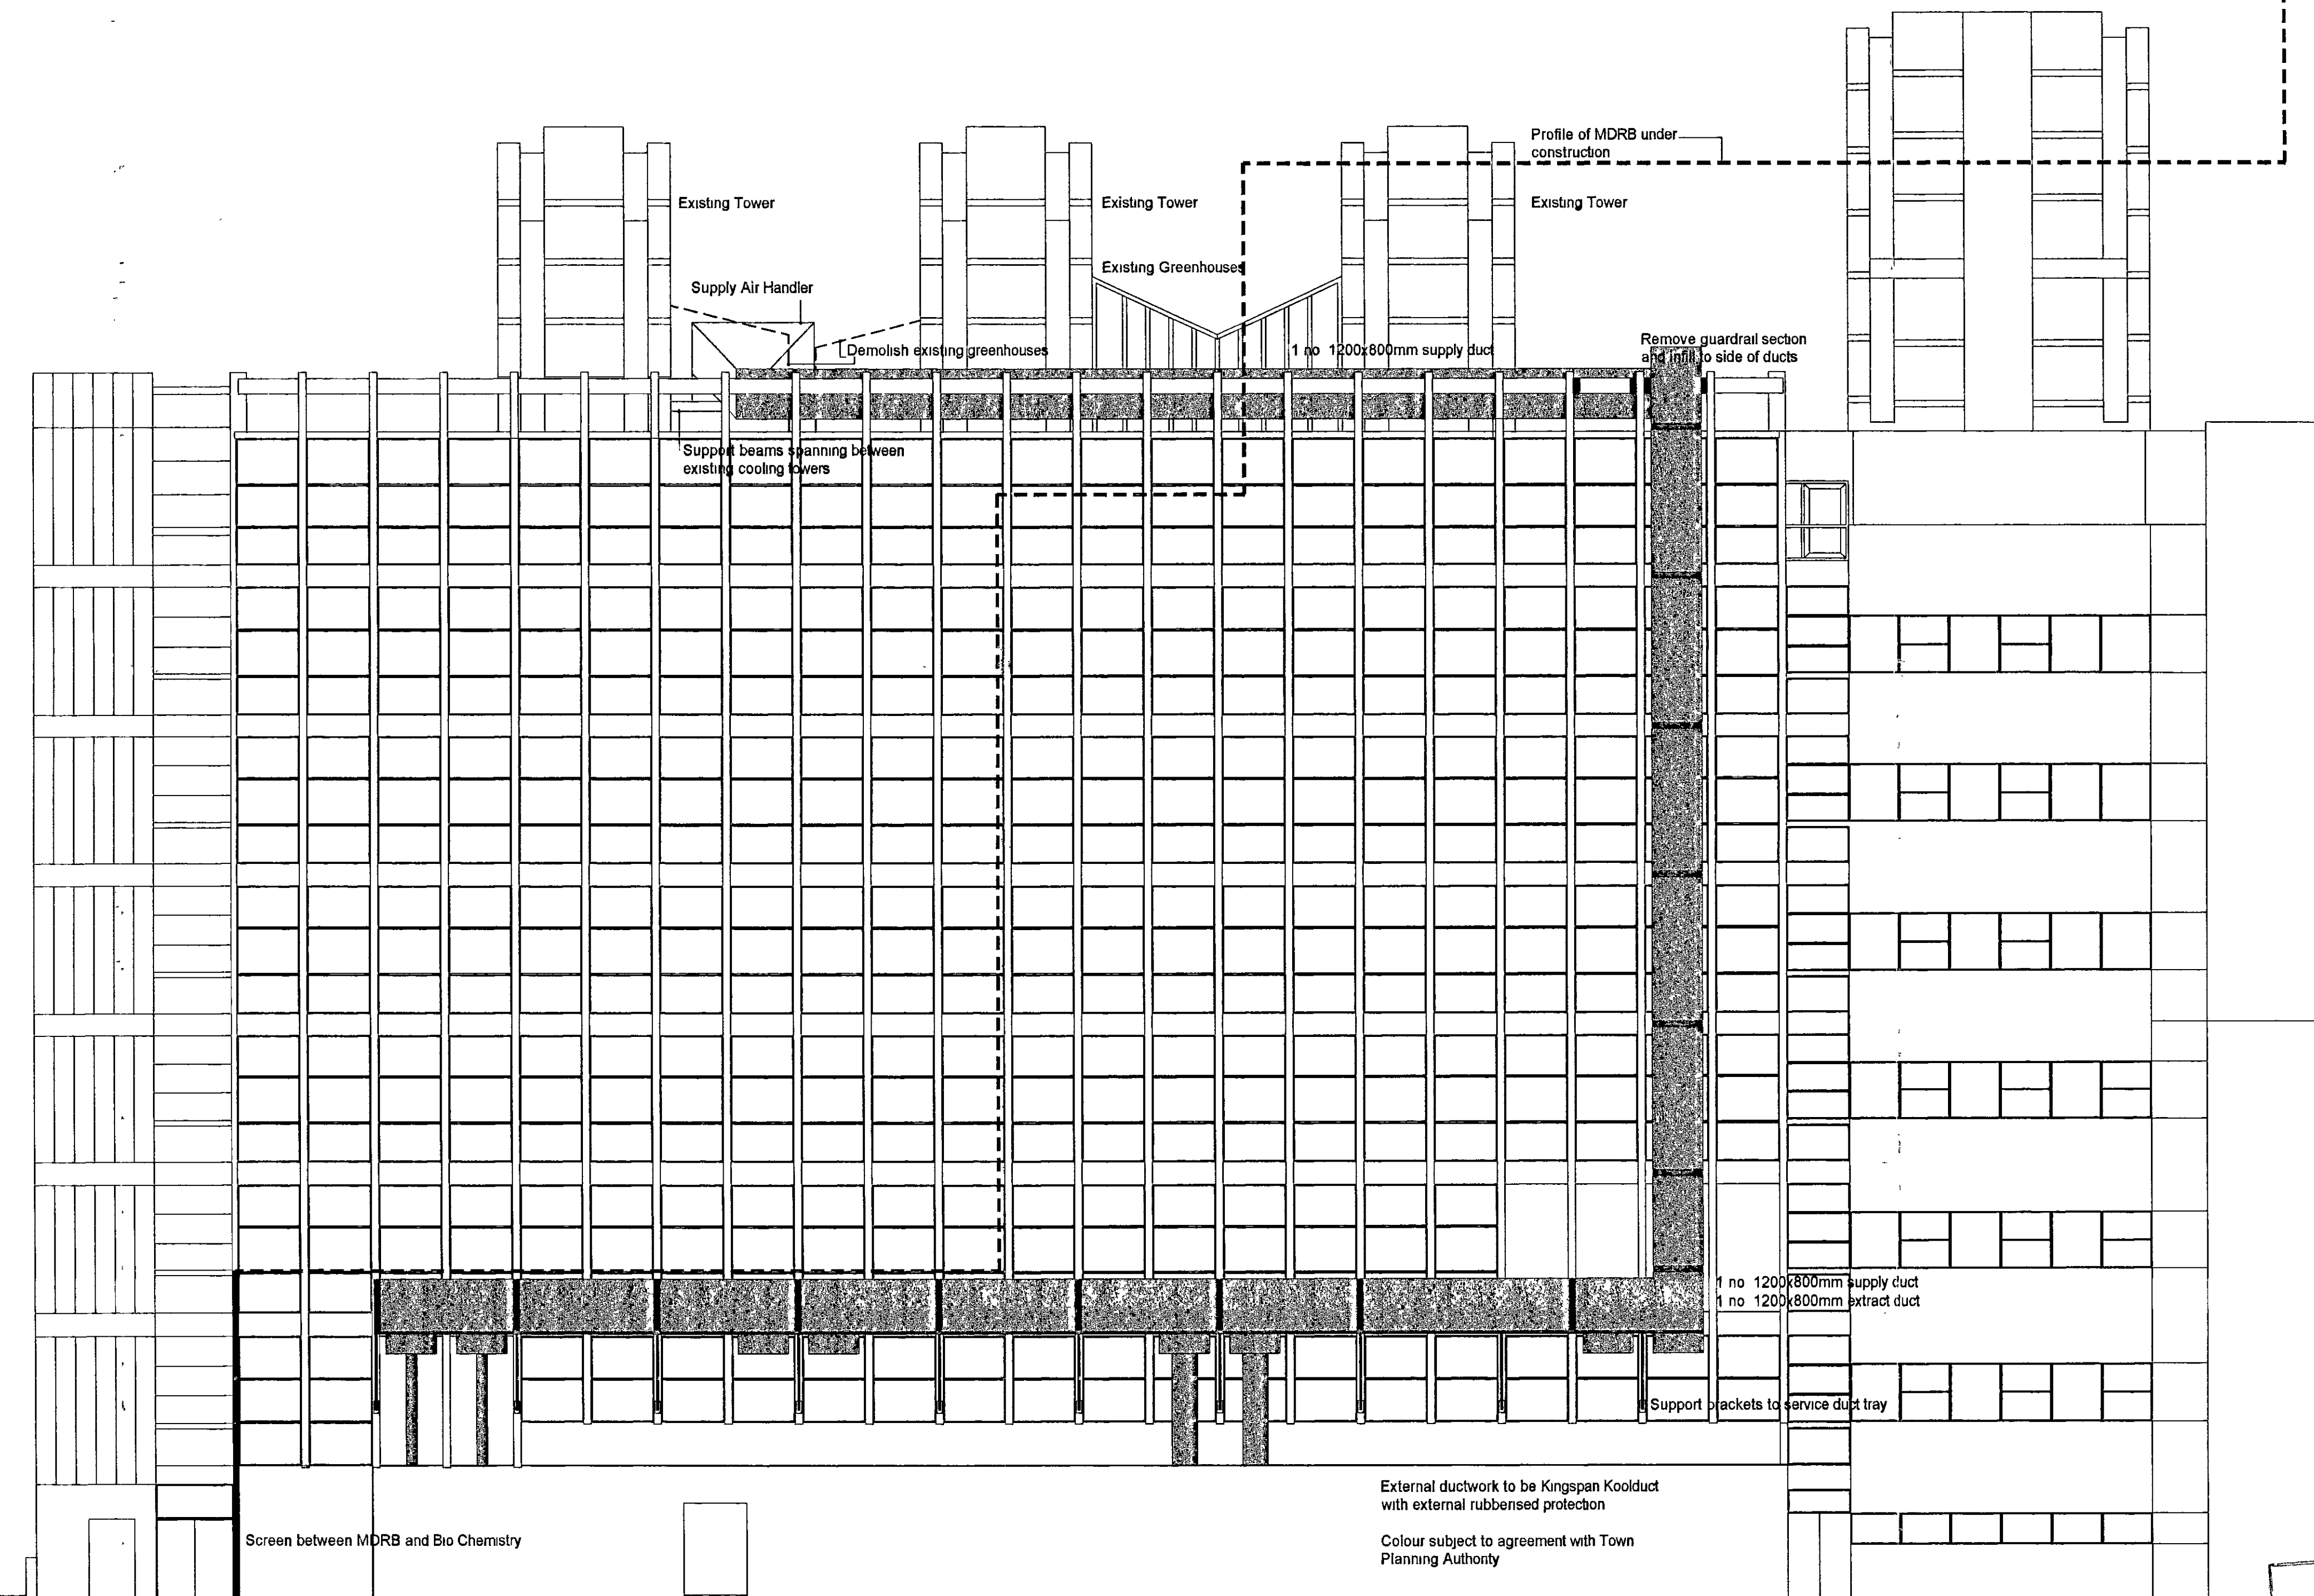 Profile of MDRB under
construction
Existing Tower
Existing Tower
Existing Tower
Existing Greenhouses
Supply Air Handler
Demolish existing greenhouses
1 no 1200x800mm supply duct
Remove guardrail section
and infill to side of ducts
Support beams spanning between
existing cooling towers
1 no 1200x800mm supply duct
1 no 1200x800mm extract duct
Support brackets to service duct tray
External ductwork to be Kingspan Koolduct
with external rubberised protection
Colour subject to agreement with Town
Planning Authority
Screen between MDRB and Bio Chemistry